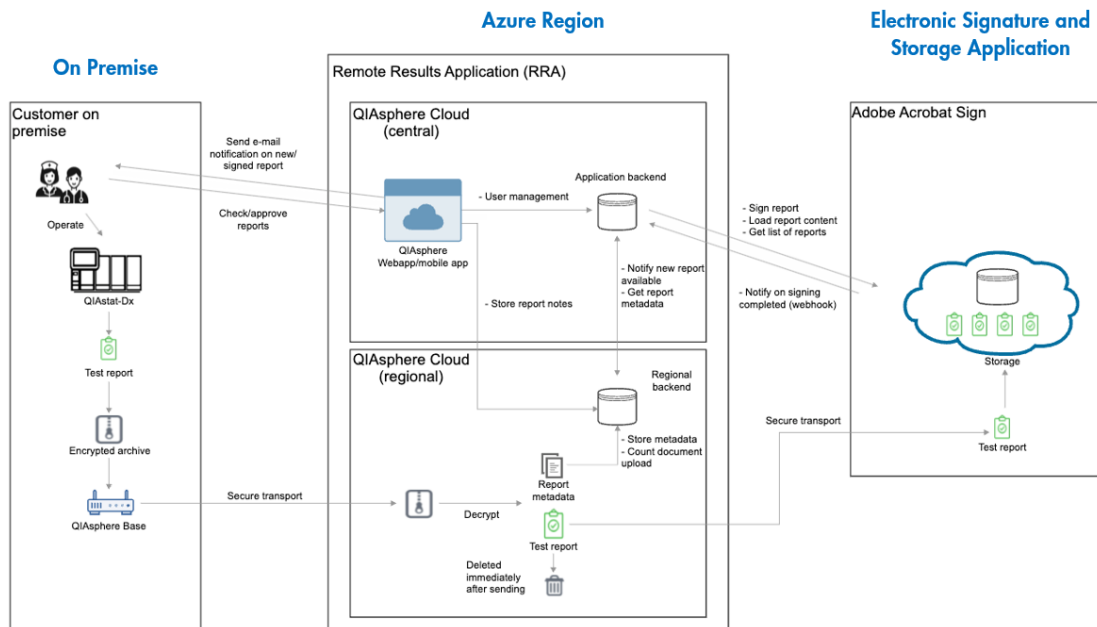 Azure Region
Electronic Signature and
Storage Application
On Premise
Remote Results Application (RRA)
Customer on
premise
Operate
QIAstat-Dx
Test report
Encrypted archive
QIAsphere Base
Send e-mail
notification on new/
signed report
Check/approve
reports
Secure transport
QIAsphere Cloud
(central)
QIAsphere
Webapp/mobile app
- User management
Application backend
- Store report notes
- Notify new report
available
- Get report
metadata
QIAsphere Cloud
(regional)
Regional
backend
- Store metadata
- Count document
upload
Report
metadata
Decrypt
Test report
Deleted
immediately
after sending
- Sign report
- Load report content
- Get list of reports
- Notify on signing
completed (webhook)
Secure transport
Adobe Acrobat Sign
Storage
Test report